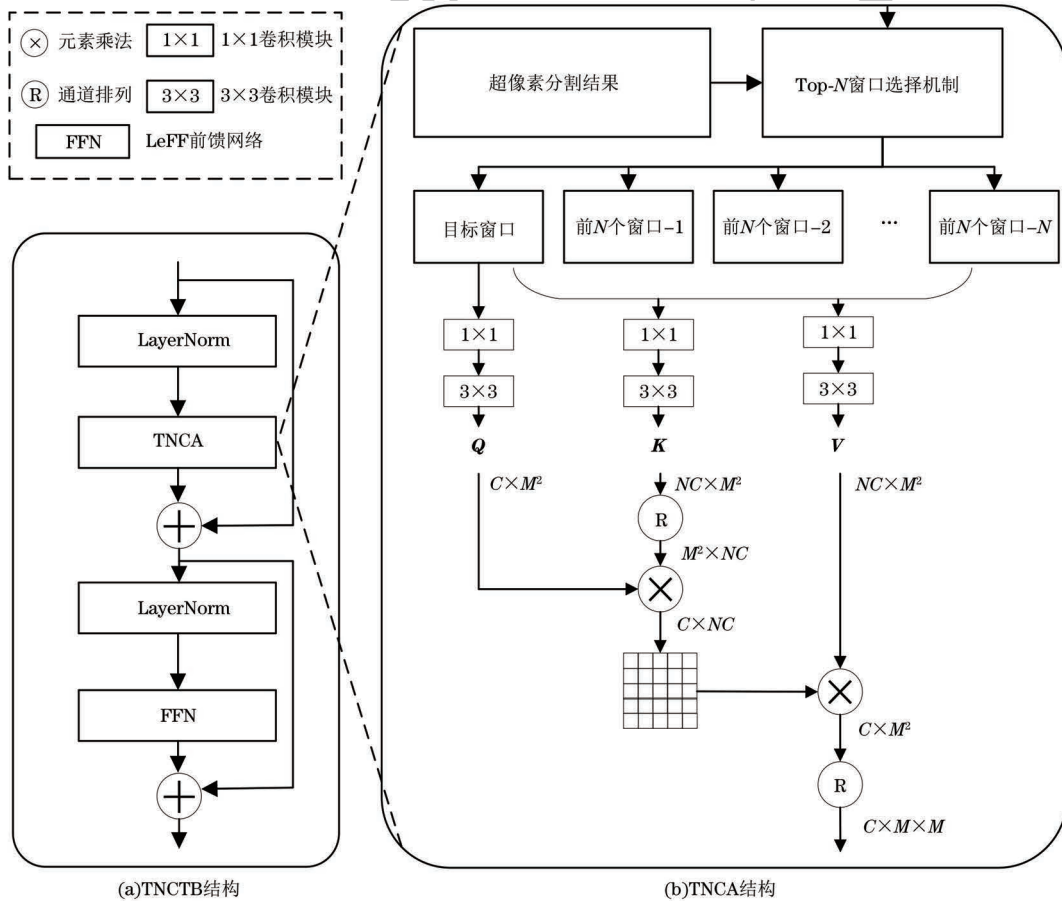 × 元素乘法 1×1 1×1卷积模块
R 通道排列 3×3 3×3卷积模块
FFN LeFF前馈网络
LayerNorm
TNCA
LayerNorm
FFN
(a)TNCTB结构
超像素分割结果 Top-N窗口选择机制
目标窗口 前N个窗口-1 前N个窗口-2 … 前N个窗口-N
1×1 1×1 1×1
3×3 3×3 3×3
Q K V
C×M² NC×M² NC×M²
R
M²×NC
C×NC
C×M²
R
C×M×M
(b)TNCA结构